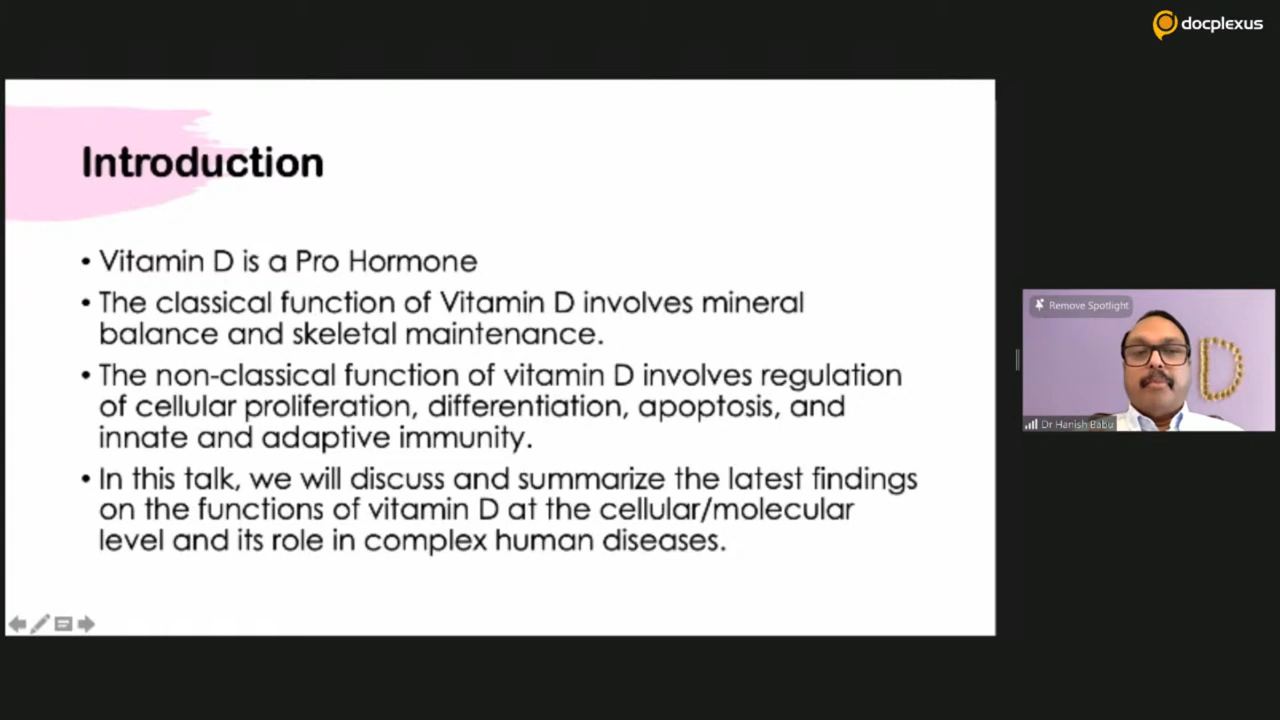 docplexus
Introduction
• Vitamin D is a Pro Hormone
• The classical function of Vitamin D involves mineral
balance and skeletal maintenance.
• The non-classical function of vitamin D involves regulation
of cellular proliferation, differentiation, apoptosis, and
innate and adaptive immunity.
• In this talk, we will discuss and summarize the latest findings
on the functions of vitamin D at the cellular/molecular
level and its role in complex human diseases.
Remove Spotlight
D
Dr Hanish Babu